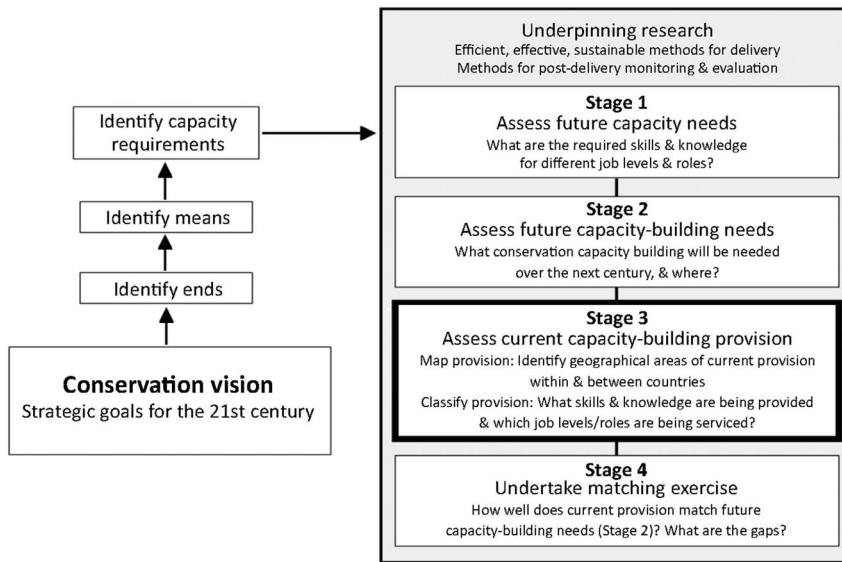 Underpinning research
Efficient, effective, sustainable methods for delivery
Methods for post-delivery monitoring & evaluation
Stage 1
Assess future capacity needs
What are the required skills & knowledge
for different job levels & roles?
Stage 2
Assess future capacity-building needs
What conservation capacity building will be needed
over the next century, & where?
Stage 3
Assess current capacity-building provision
Map provision: Identify geographical areas of current provision
within & between countries
Classify provision: What skills & knowledge are being provided
& which job levels/roles are being serviced?
Stage 4
Undertake matching exercise
How well does current provision match future
capacity-building needs (Stage 2)? What are the gaps?
Identify capacity
requirements
Identify means
Identify ends
Conservation vision
Strategic goals for the 21st century